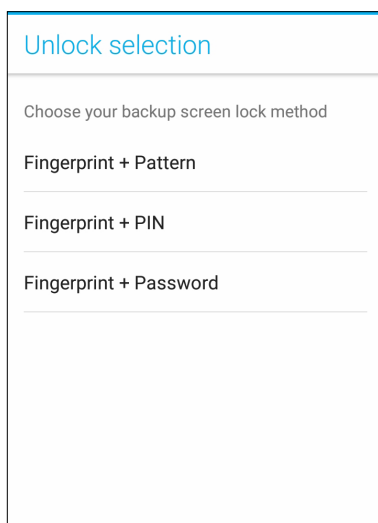 Unlock selection
Choose your backup screen lock method
Fingerprint + Pattern
Fingerprint + PIN
Fingerprint + Password